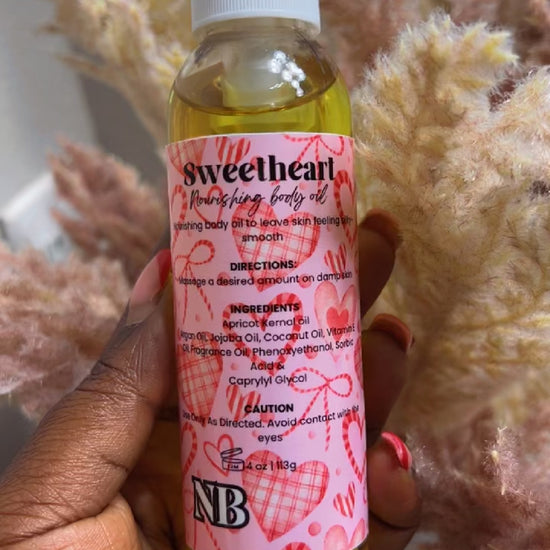 Sweetheart
Nourishing body oil
body oil to leave skin feeling
smooth
DIRECTIONS:
Massage a desired amount on damp skin
INGREDIENTS
Apricot Kernal oil
Argan Oil, Jojoba Oil, Coconut Oil, Vitamin E
Oil, Fragrance Oil, Phenoxyethanol, Sorbic
Acid &
Caprylyl Glycol
CAUTION
Use Only As Directed. Avoid contact with the
eyes
12M 4 oz | 113g
NB